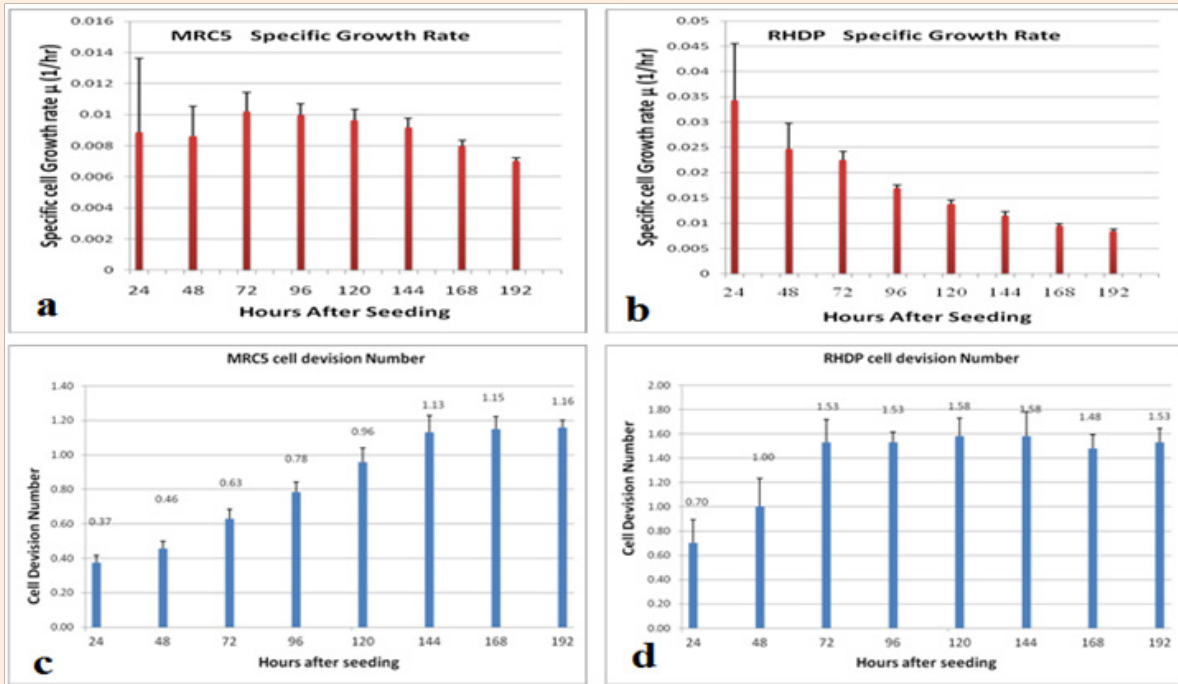 MRC5 Specific Growth Rate
Specific cell Growth rate µ (1/hr)
0.016
0.014
0.012
0.01
0.008
0.006
0.004
0.002
0
24 48 72 96 120 144 168 192
Hours After Seeding
a
RHDP Specific Growth Rate
Specific cell Growth rate µ (1/hr)
0.05
0.045
0.04
0.035
0.03
0.025
0.02
0.015
0.01
0.005
0
24 48 72 96 120 144 168 192
Hours After Seeding
b
MRC5 cell devision Number
Cell Devision Number
1.40
1.20
1.00
0.80
0.60
0.40
0.20
0.00
0.37 0.46 0.63 0.78 0.96 1.13 1.15 1.16
24 48 72 96 120 144 168 192
Hours after seeding
c
RHDP cell devision Number
Cell Devision Number
2.00
1.80
1.60
1.40
1.20
1.00
0.80
0.60
0.40
0.20
0.00
0.70 1.00 1.53 1.53 1.58 1.58 1.48 1.53
24 48 72 96 120 144 168 192
Hours after seeding
d